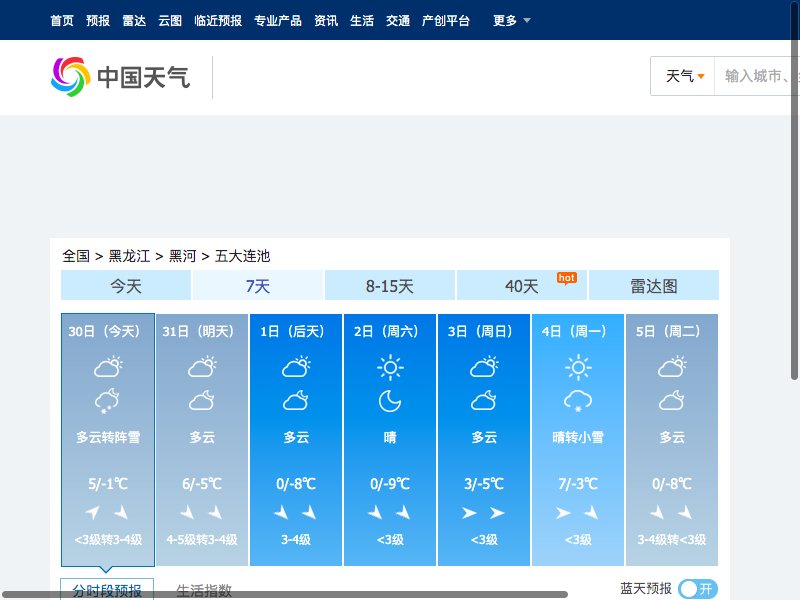 首页 预报 雷达 云图 临近预报 专业产品 资讯 生活 交通 产创平台 更多
中国天气
天气 输入城市、
全国 > 黑龙江 > 黑河 > 五大连池
今天 7天 8-15天 40天 hot 雷达图
30日（今天） 31日（明天） 1日（后天） 2日（周六） 3日（周日） 4日（周一） 5日（周二）
多云转阵雪 多云 多云 晴 多云 晴转小雪 多云
5/-1℃ 6/-5℃ 0/-8℃ 0/-9℃ 3/-5℃ 7/-3℃ 0/-8℃
<3级转3-4级 4-5级转3-4级 3-4级 <3级 <3级 <3级 3-4级转<3级
分时段预报 生活指数 蓝天预报 开